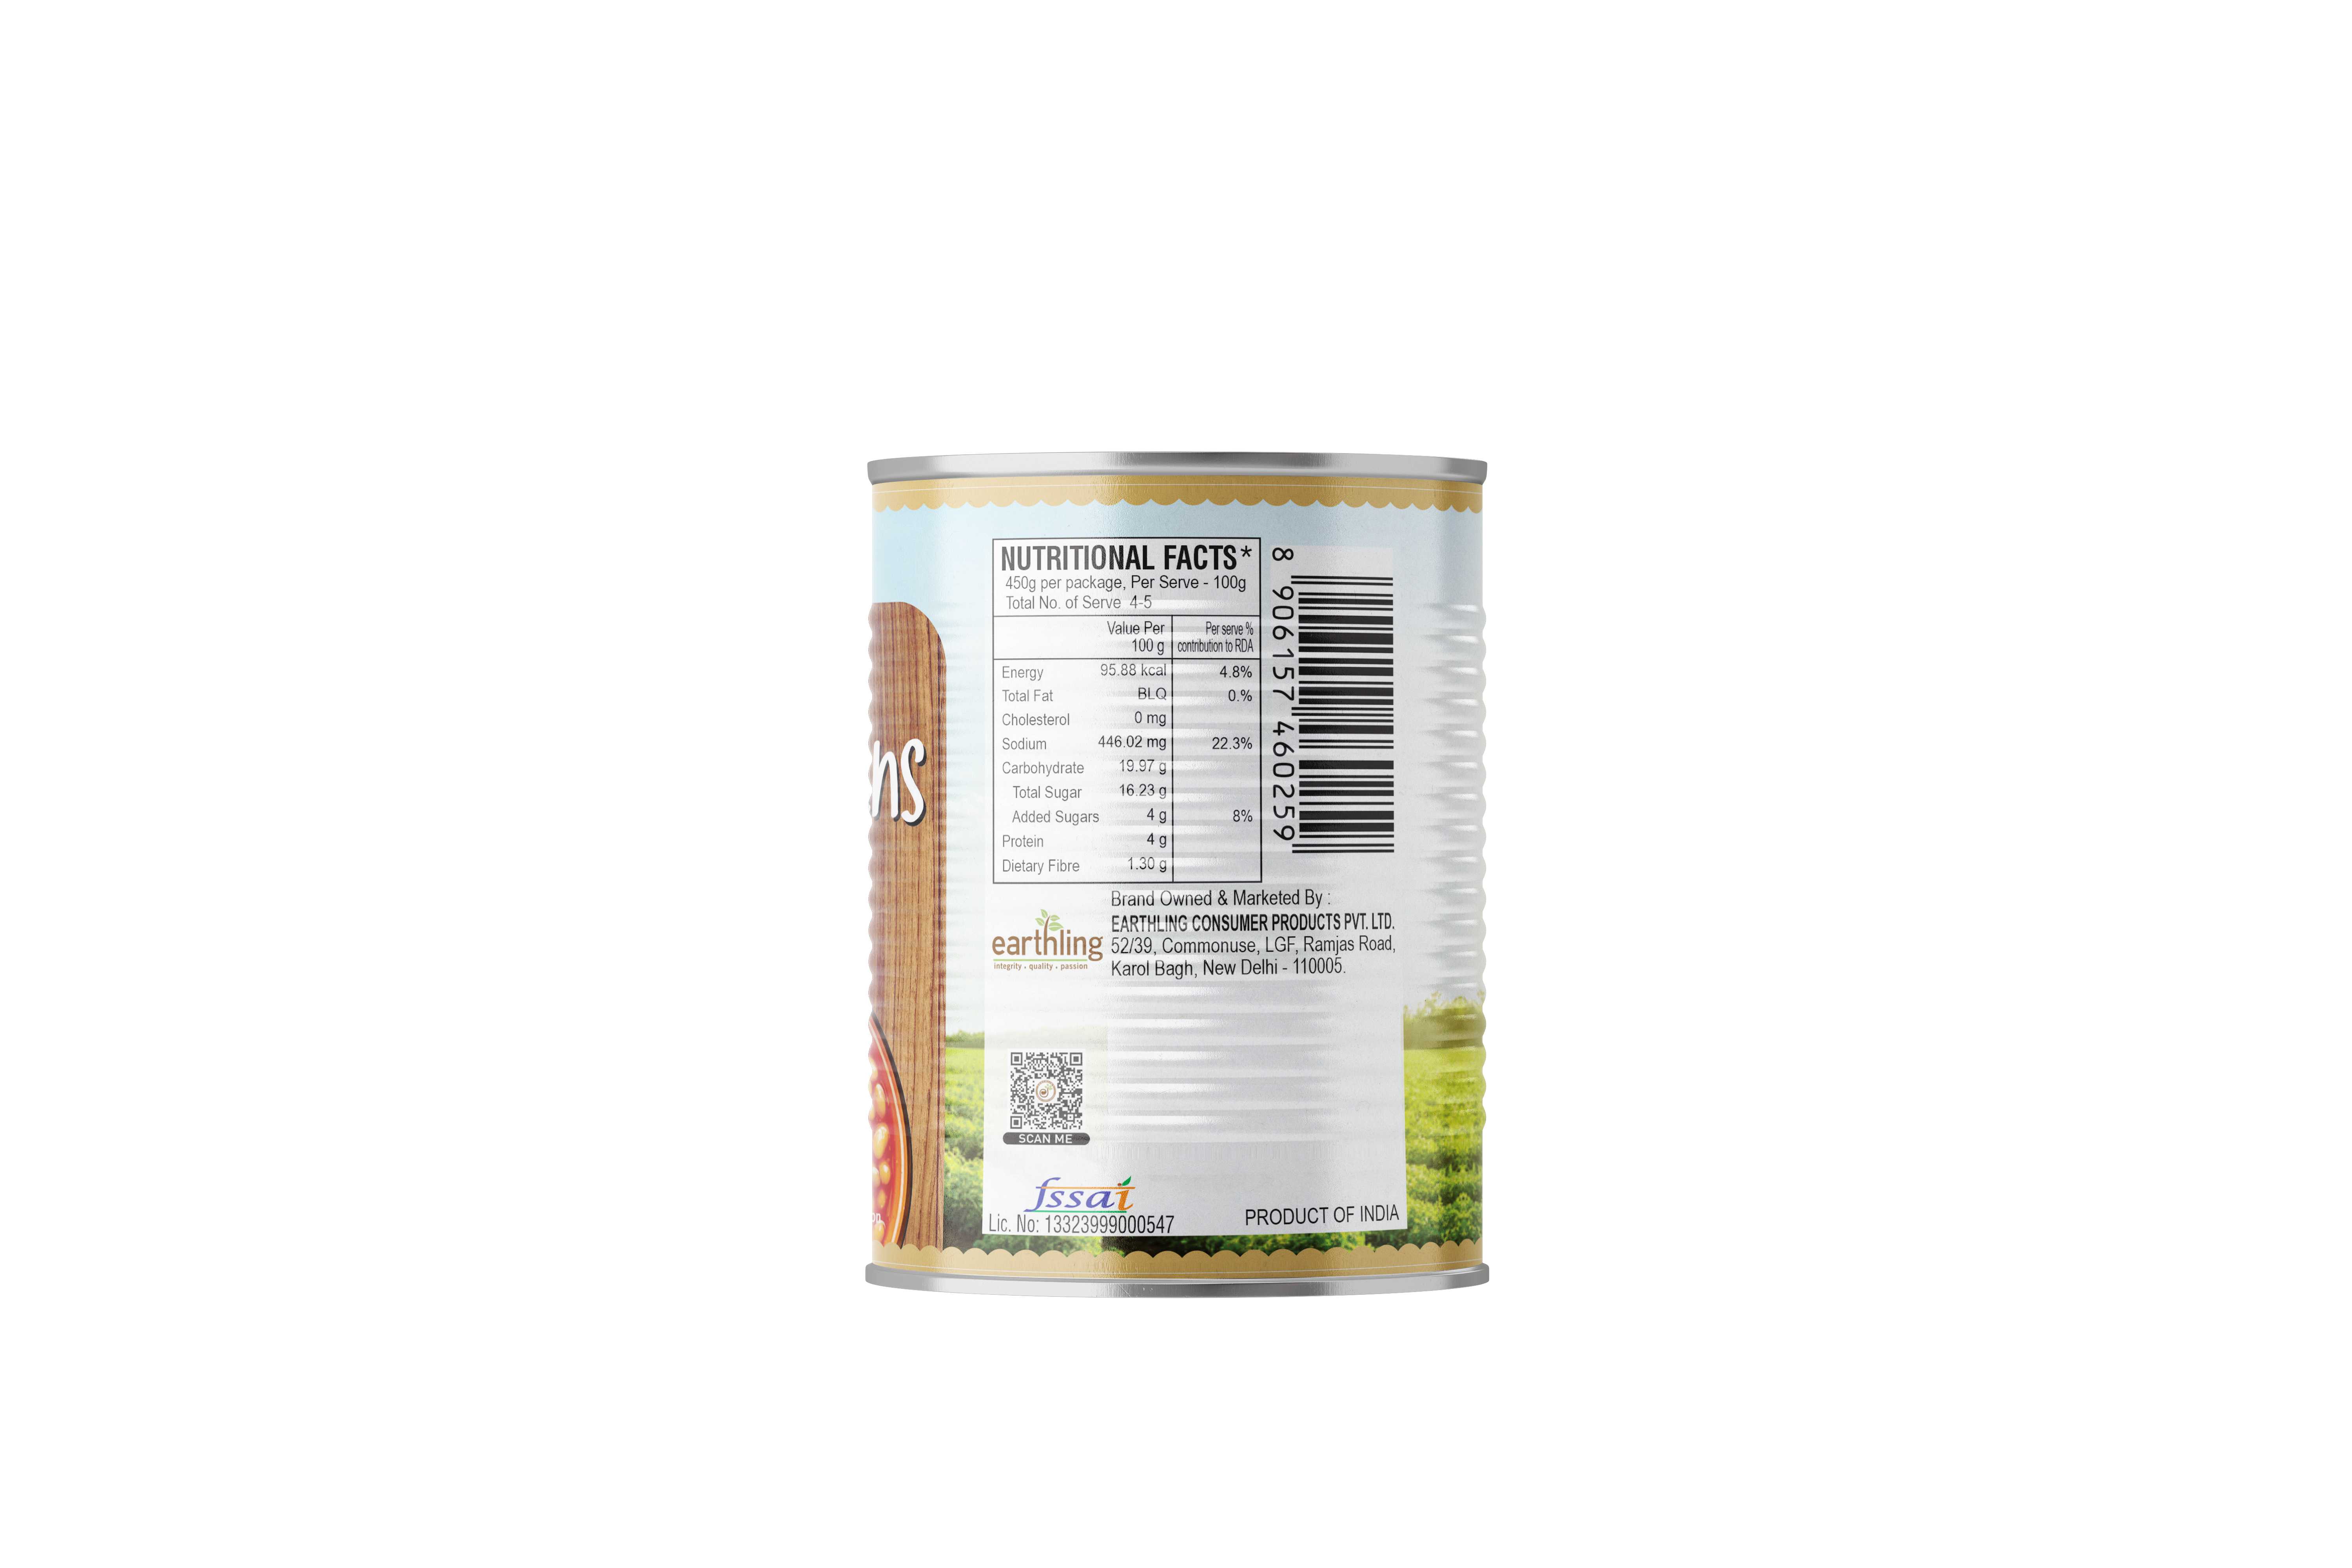 NUTRITIONAL FACTS*
450g per package, Per Serve - 100g
Total No. of Serve 4-5
Value Per 100 g Per serve % contribution to RDA
Energy 95.88 kcal 4.8%
Total Fat BLQ 0.%
Cholesterol 0 mg
Sodium 446.02 mg 22.3%
Carbohydrate 19.97 g
Total Sugar 16.23 g
Added Sugars 4 g 8%
Protein 4 g
Dietary Fibre 1.30 g
8 906157 460259
Brand Owned & Marketed By :
EARTHLING CONSUMER PRODUCTS PVT. LTD.
52/39, Commonuse, LGF, Ramjas Road,
Karol Bagh, New Delhi - 110005.
earthling
integrity . quality . passion
SCAN ME
fssai
Lic. No: 13323999000547
PRODUCT OF INDIA